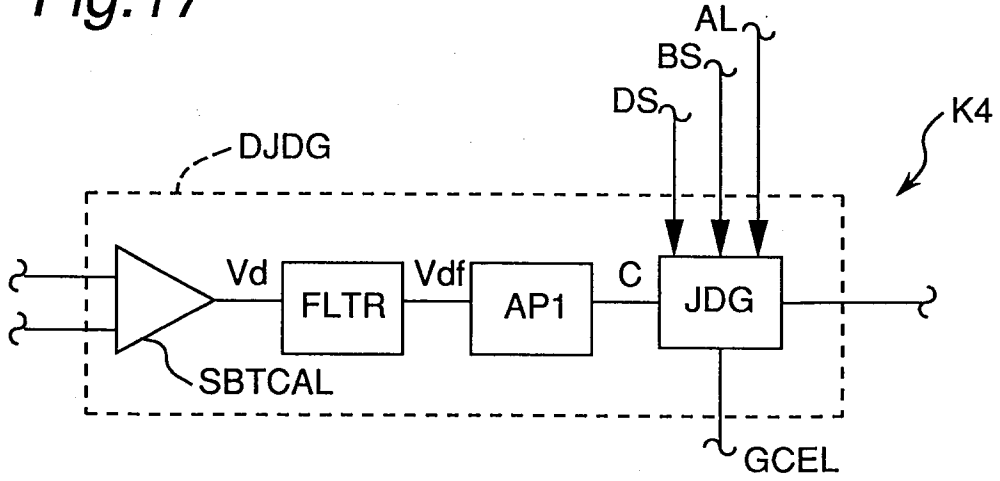 Fig.17
AL
BS
DS
K4
DJDG
Vd
FLTR
Vdf
AP1
C
JDG
SBTCAL
GCEL